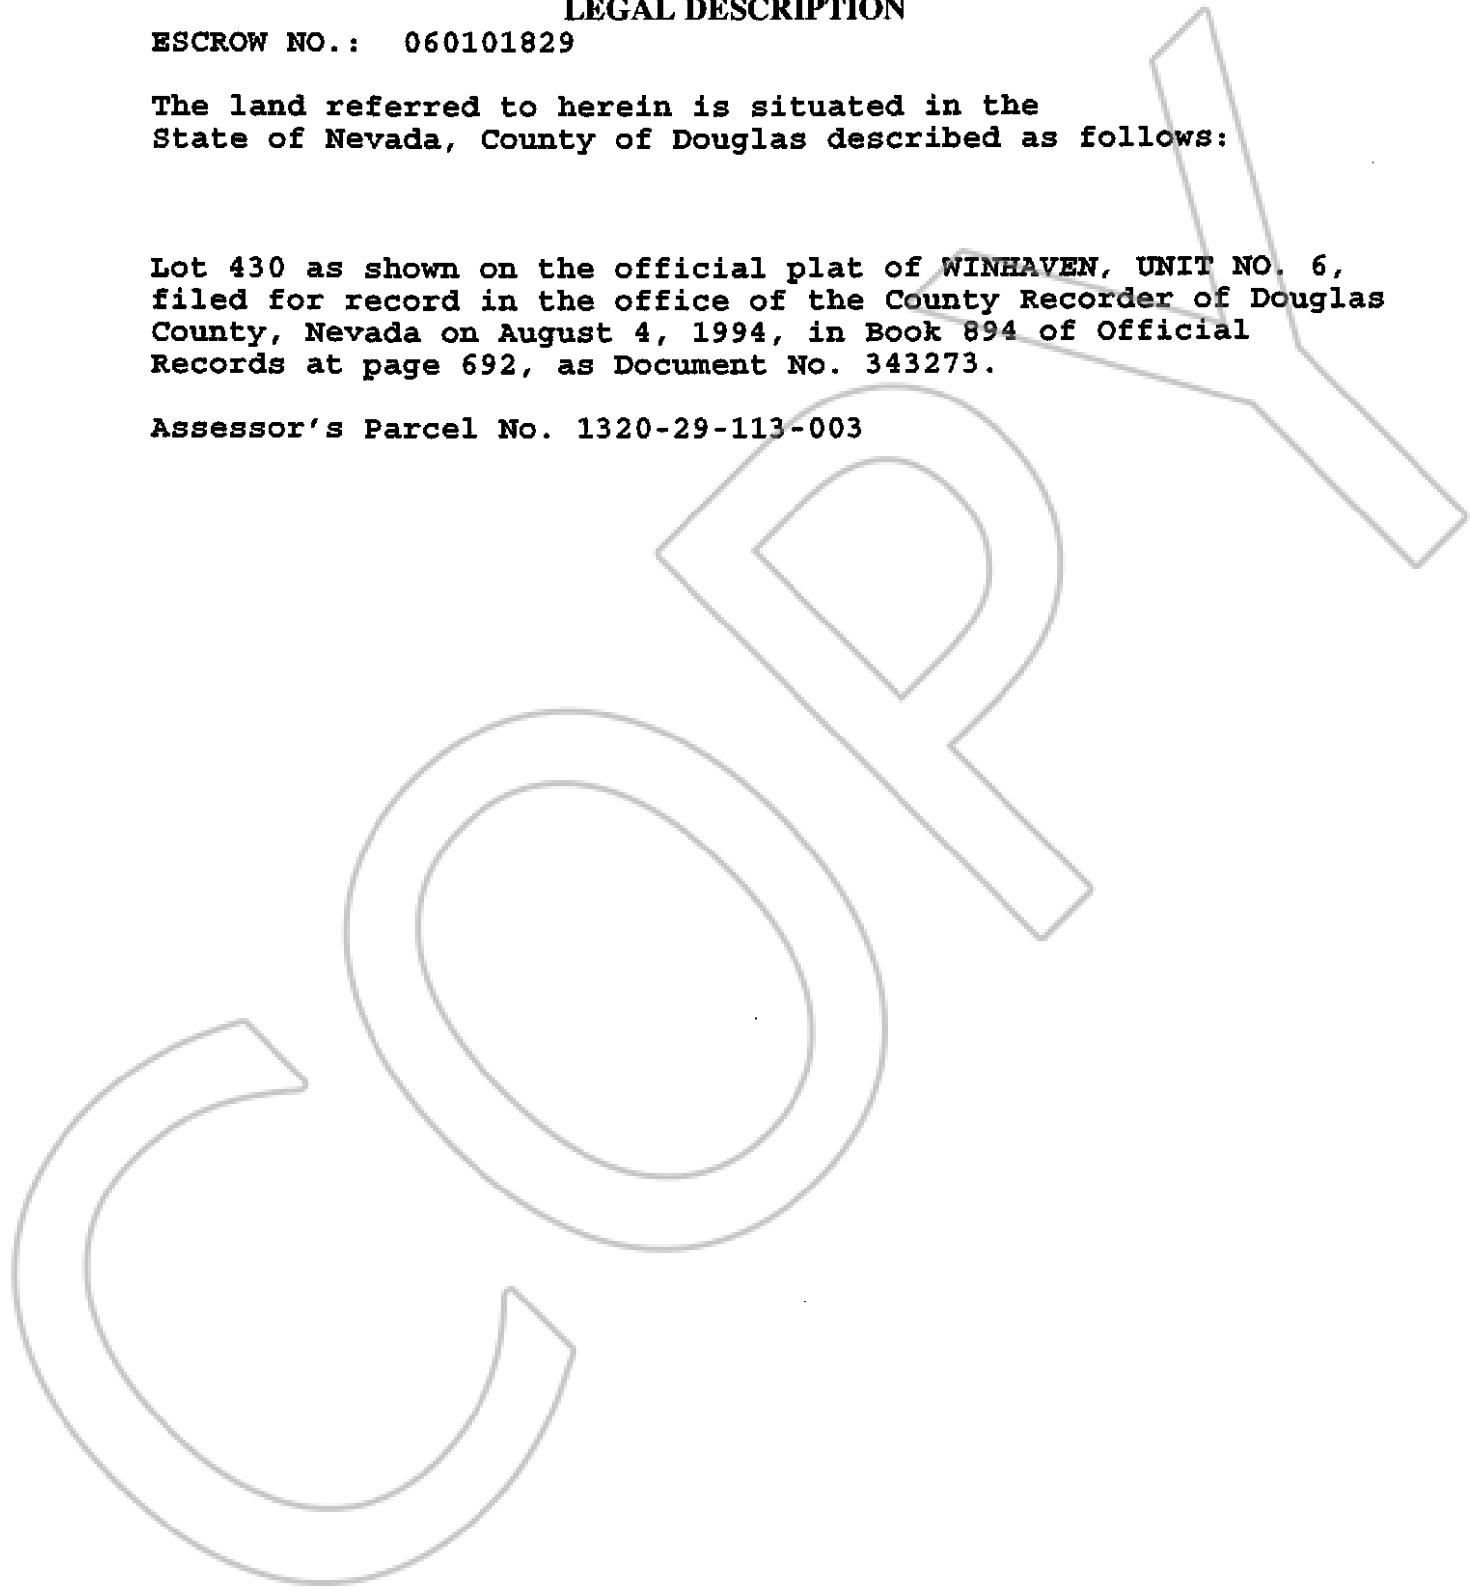 LEGAL DESCRIPTION
ESCROW NO.: 060101829
The land referred to herein is situated in the
State of Nevada, County of Douglas described as follows:
Lot 430 as shown on the official plat of WINHAVEN, UNIT NO. 6,
filed for record in the office of the County Recorder of Douglas
County, Nevada on August 4, 1994, in Book 894 of Official
Records at page 692, as Document No. 343273.
Assessor's Parcel No. 1320-29-113-003
COPY